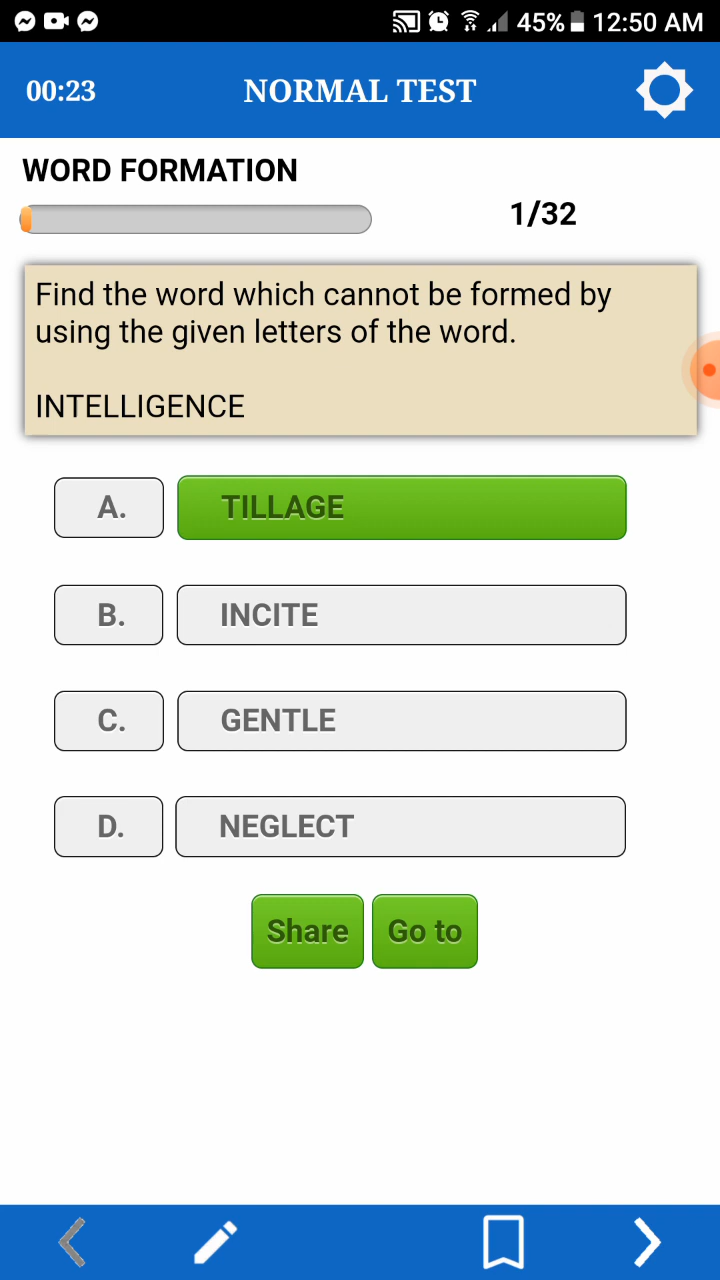 45% 12:50 AM
00:23 NORMAL TEST
WORD FORMATION
1/32
Find the word which cannot be formed by
using the given letters of the word.
INTELLIGENCE
A. TILLAGE
B. INCITE
C. GENTLE
D. NEGLECT
Share Go to